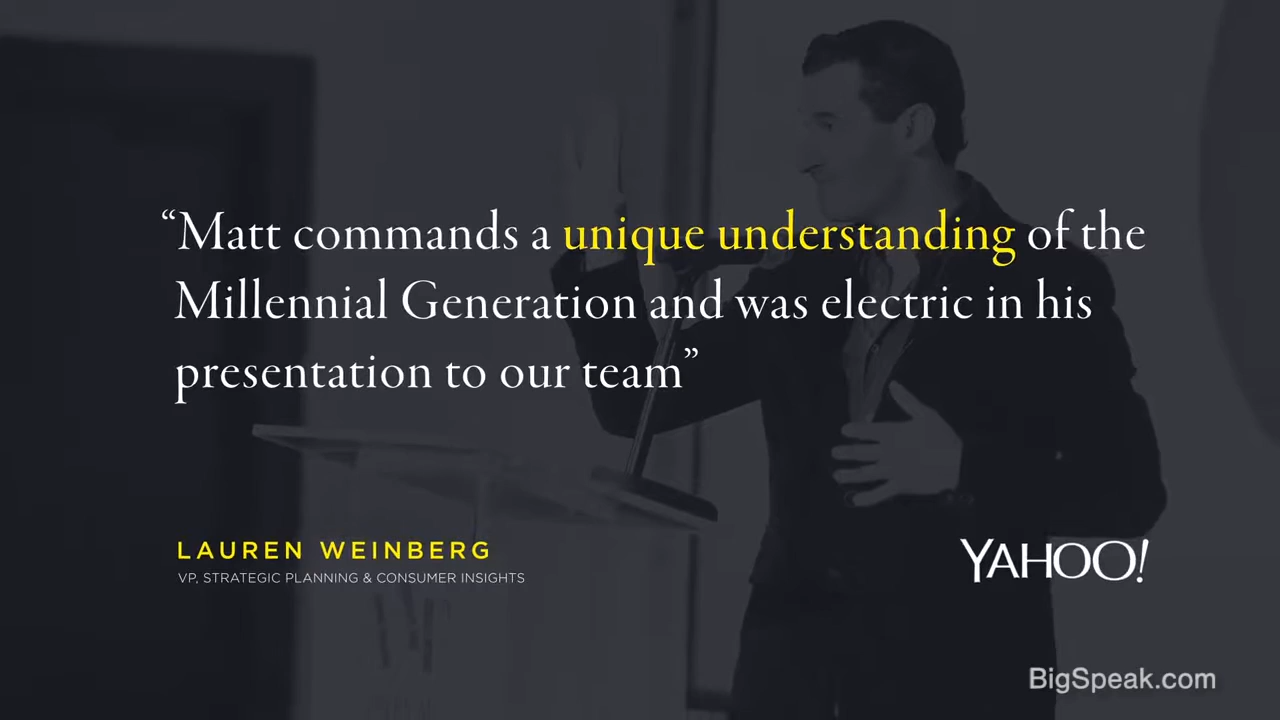 “Matt commands a unique understanding of the
Millennial Generation and was electric in his
presentation to our team”
LAUREN WEINBERG
VP, STRATEGIC PLANNING & CONSUMER INSIGHTS
YAHOO!
BigSpeak.com